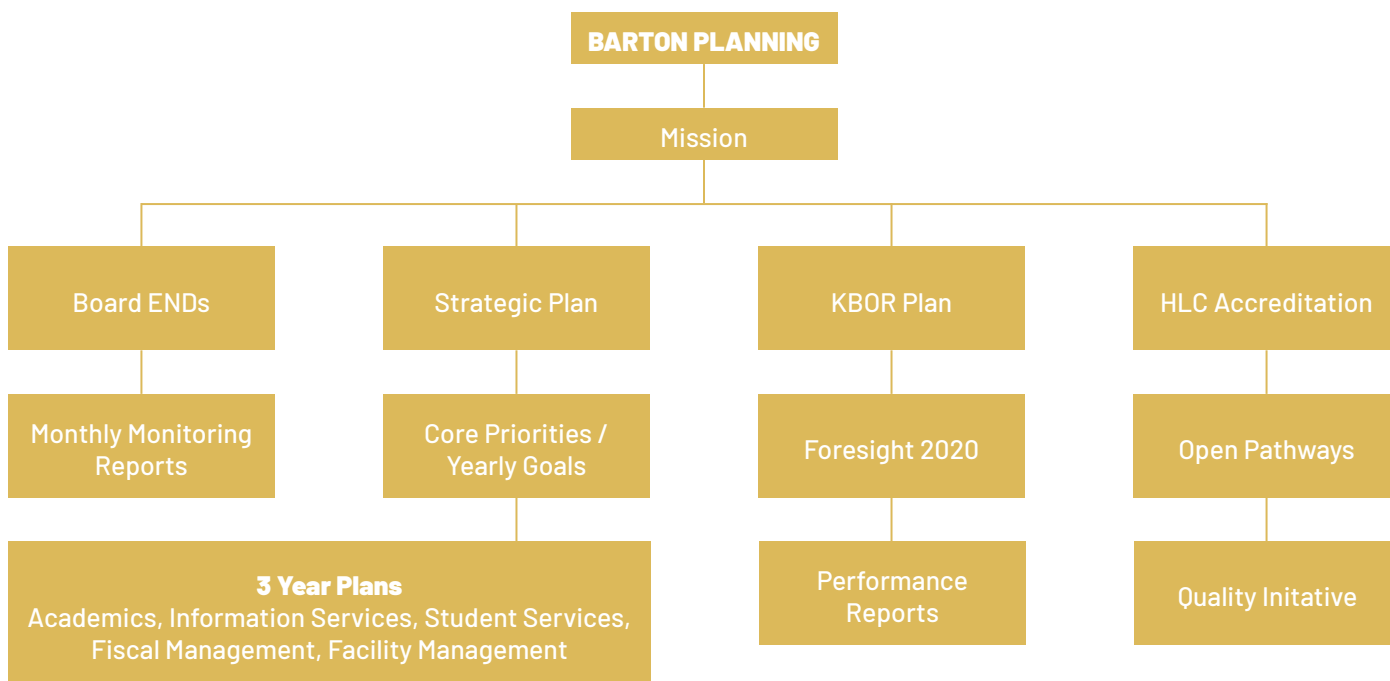 BARTON PLANNING
Mission
Board ENDs
Strategic Plan
KBOR Plan
HLC Accreditation
Monthly Monitoring
Reports
Core Priorities /
Yearly Goals
Foresight 2020
Open Pathways
3 Year Plans
Academics, Information Services, Student Services,
Fiscal Management, Facility Management
Performance
Reports
Quality Initative